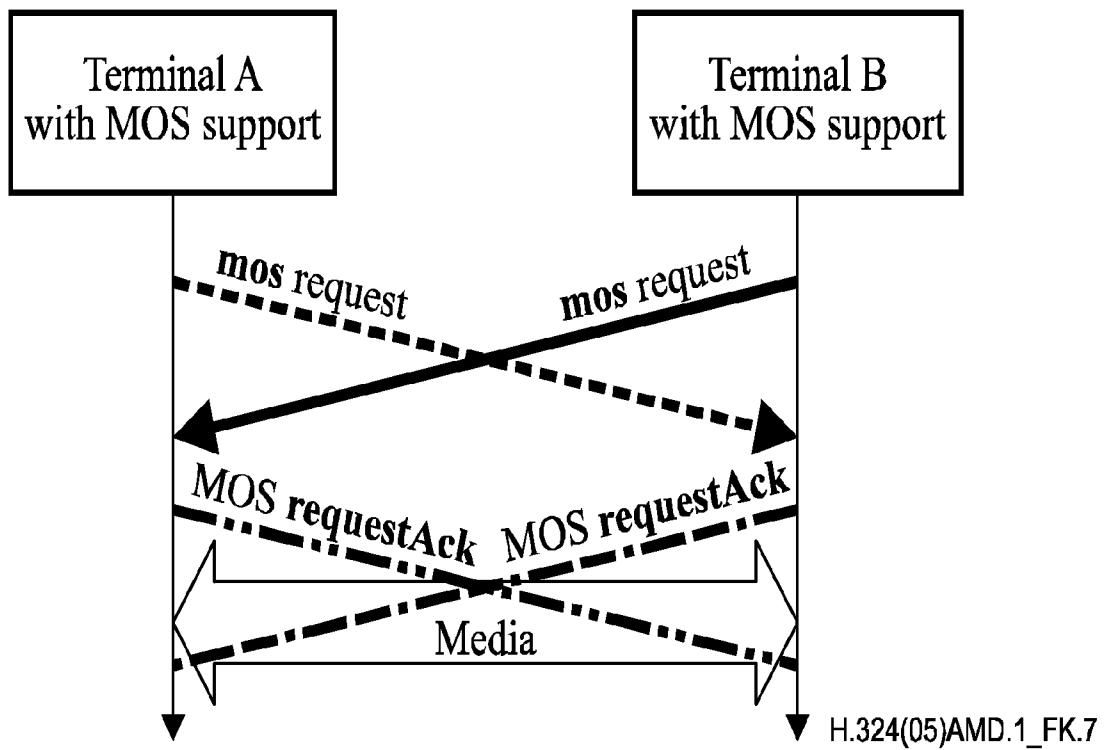 Terminal A
with MOS support
Terminal B
with MOS support
mos request
mos request
MOS requestAck
MOS requestAck
Media
H.324(05)AMD.1_FK.7